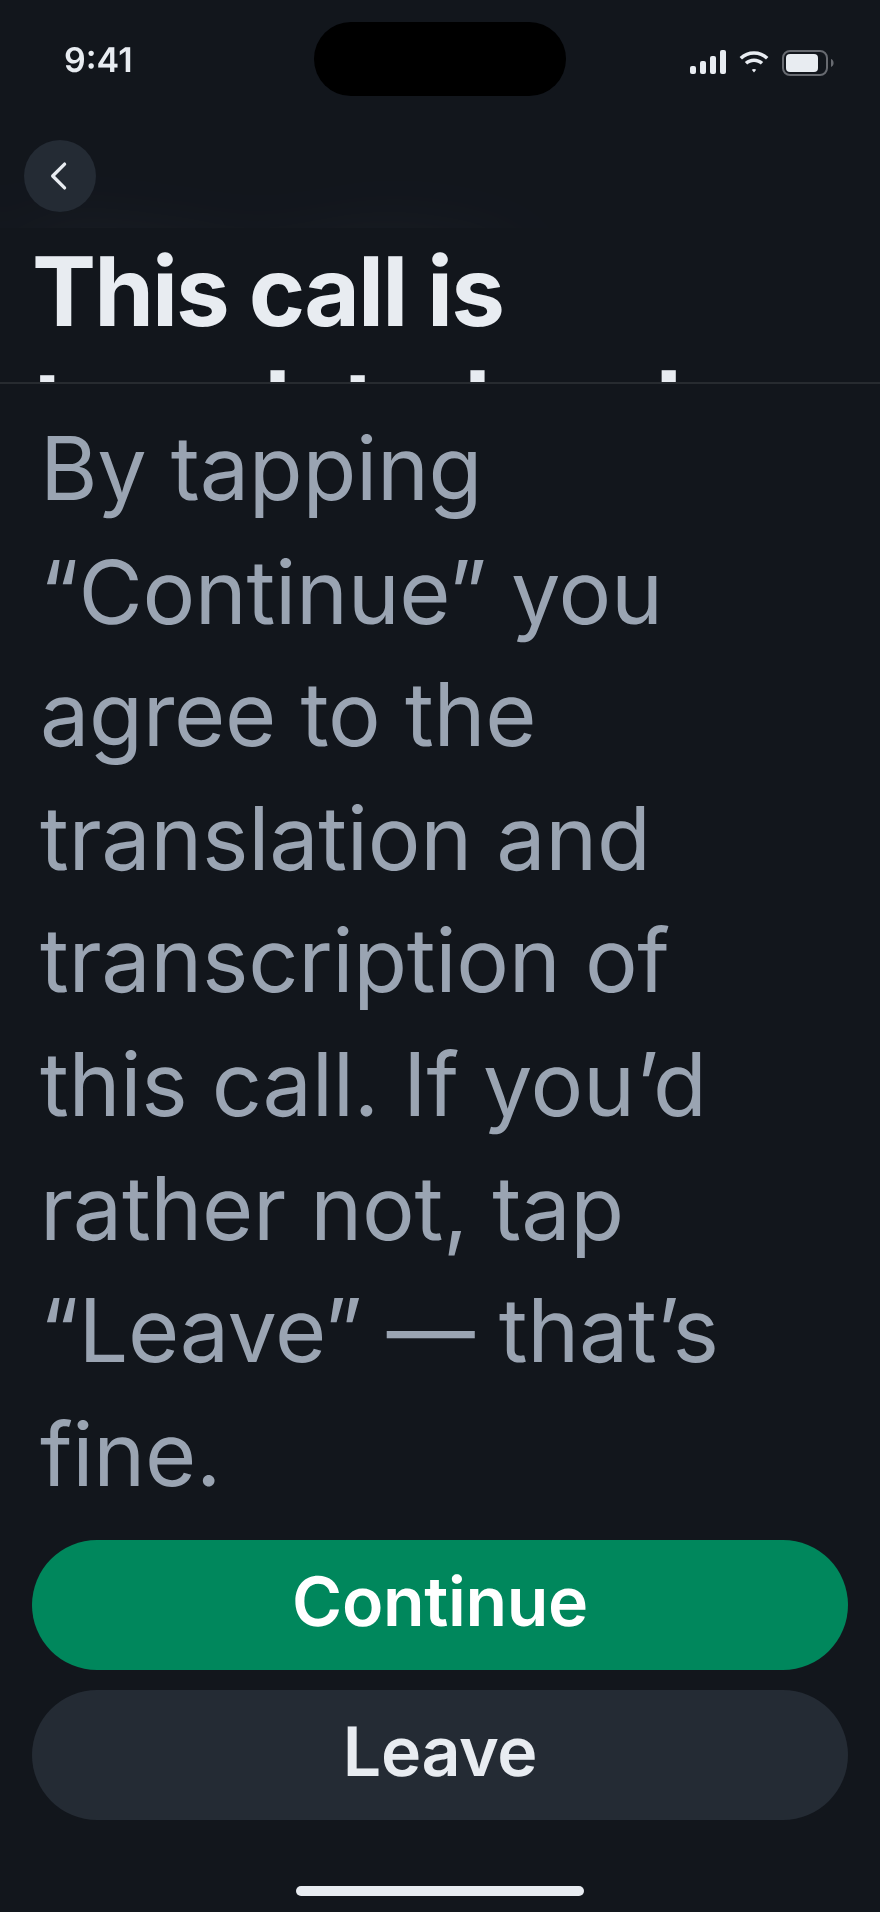 9:41
This call is
By tapping
“Continue” you
agree to the
translation and
transcription of
this call. If you’d
rather not, tap
“Leave” — that’s
fine.
Continue
Leave